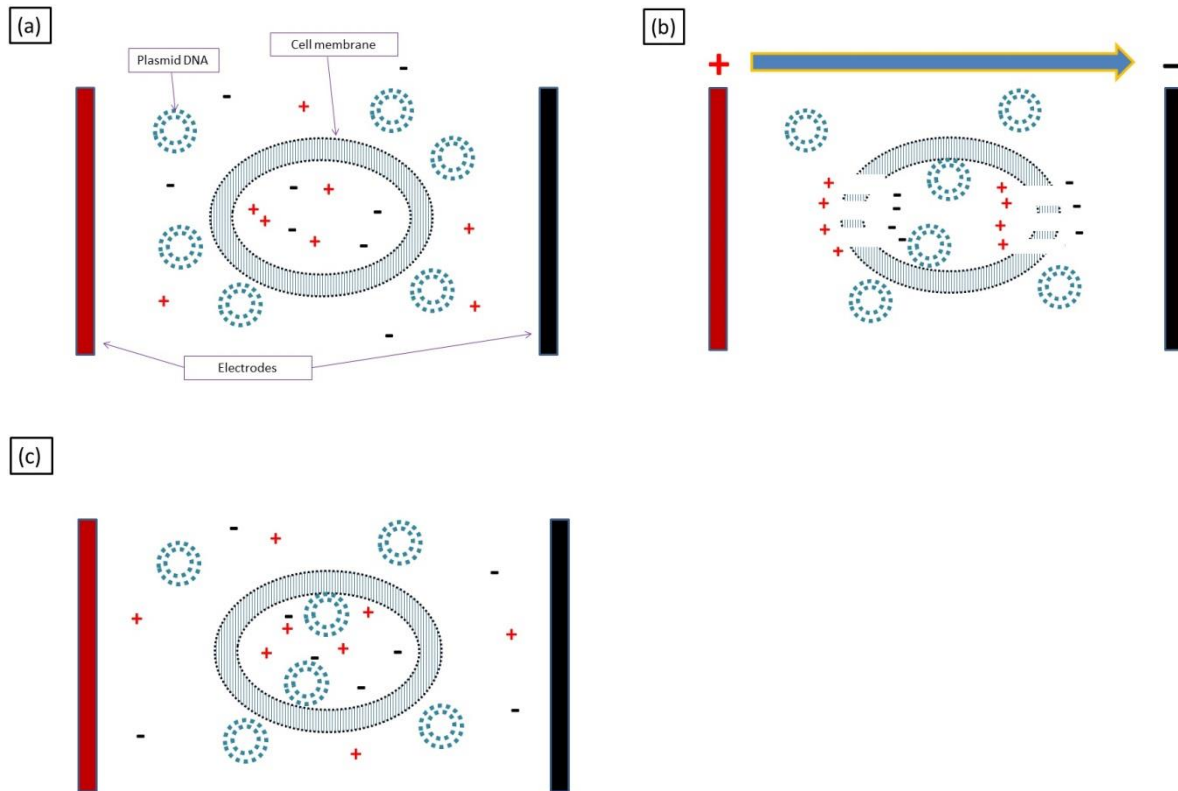 (a)
Cell membrane
Plasmid DNA
Electrodes
(b)
(c)